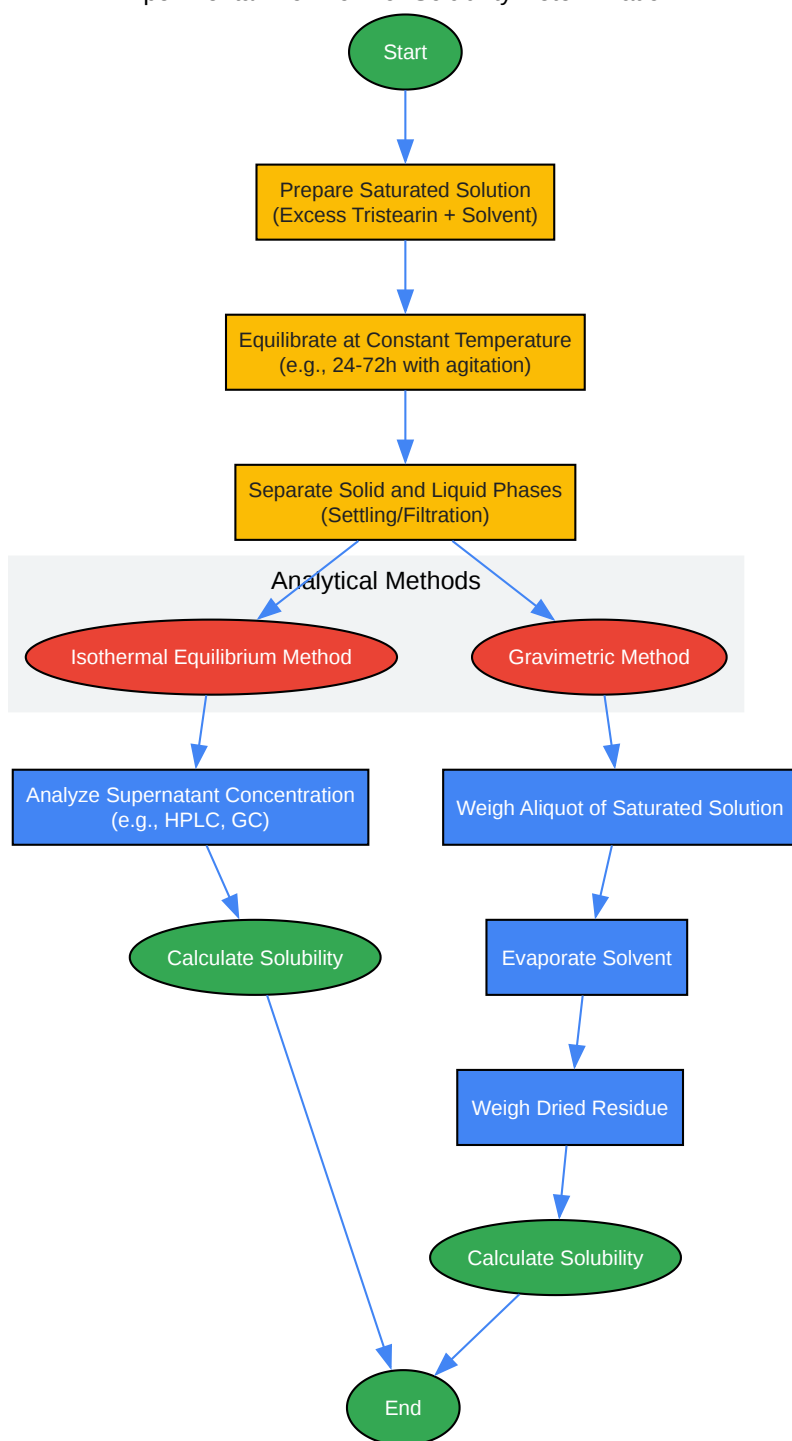 Start
Prepare Saturated Solution
(Excess Tristearin + Solvent)
Equilibrate at Constant Temperature
(e.g., 24-72h with agitation)
Separate Solid and Liquid Phases
(Settling/Filtration)
Analytical Methods
Isothermal Equilibrium Method
Gravimetric Method
Analyze Supernatant Concentration
(e.g., HPLC, GC)
Weigh Aliquot of Saturated Solution
Calculate Solubility
Evaporate Solvent
Weigh Dried Residue
Calculate Solubility
End